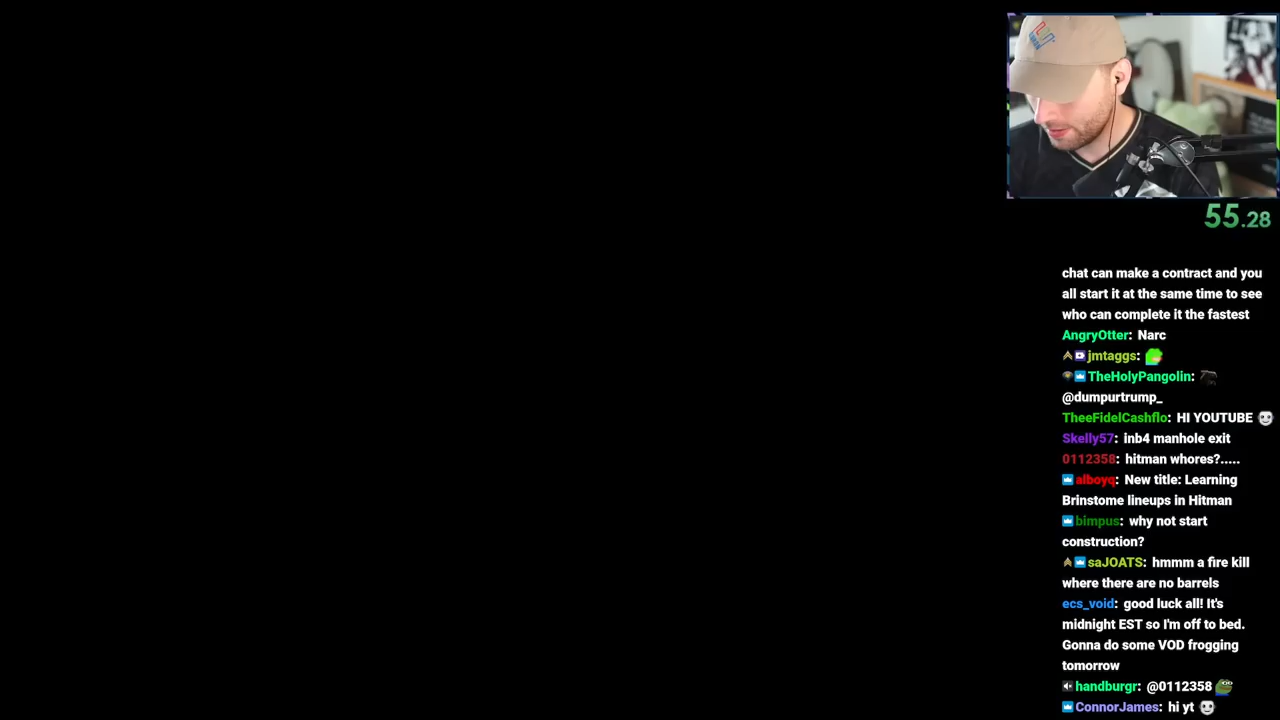 55.28
chat can make a contract and you
all start it at the same time to see
who can complete it the fastest
AngryOtter: Narc
jmtaggs:
TheHolyPangolin:
@dumpurtrump_
TheeFidelCashflo: HI YOUTUBE
Skelly57: inb4 manhole exit
0112358: hitman whores?.....
alboyq: New title: Learning
Brinstome lineups in Hitman
bimpus: why not start
construction?
saJOATS: hmmm a fire kill
where there are no barrels
ecs_void: good luck all! It's
midnight EST so I'm off to bed.
Gonna do some VOD frogging
tomorrow
handburgr: @0112358
ConnorJames: hi yt